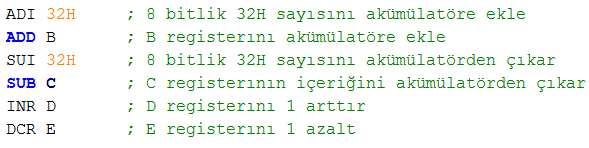 ADI 32H ; 8 bitlik 32H sayısını akümülatöre ekle
ADD B ; B registerını akümülatöre ekle
SUI 32H ; 8 bitlik 32H sayısını akümülatörden çıkar
SUB C ; C registerının içeriğini akümülatörden çıkar
INR D ; D registerını 1 arttır
DCR E ; E registerını 1 azalt